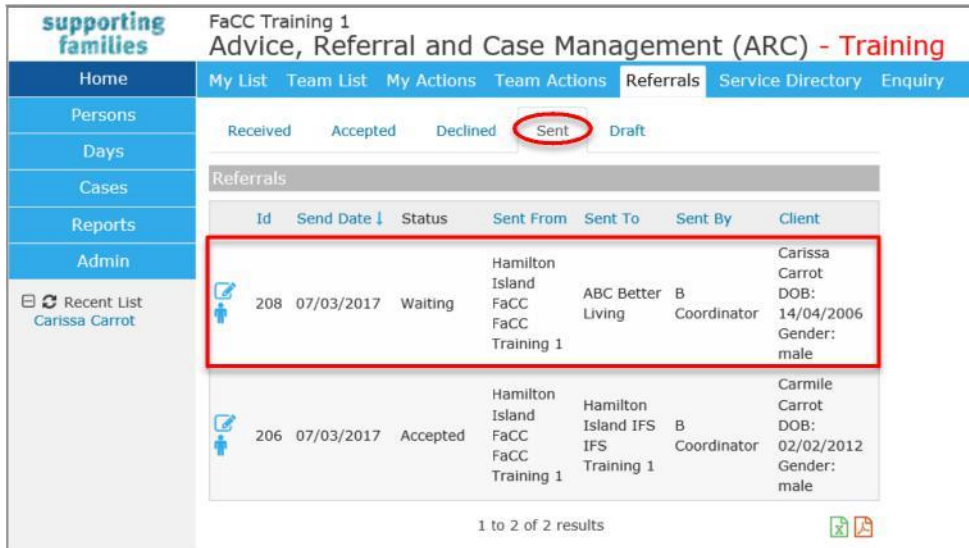 supporting
families
FaCC Training 1
Advice, Referral and Case Management (ARC) - Training
Home
My List Team List My Actions Team Actions Referrals Service Directory Enquiry
Persons
Days
Cases
Reports
Admin
Recent List
Carissa Carrot
Received Accepted Declined Sent Draft
Referrals
Id Send Date ↓ Status Sent From Sent To Sent By Client
208 07/03/2017 Waiting
Hamilton
Island
FaCC
FaCC
Training 1
ABC Better
Living
B
Coordinator
Carissa
Carrot
DOB:
14/04/2006
Gender:
male
206 07/03/2017 Accepted
Hamilton
Island
FaCC
FaCC
Training 1
Hamilton
Island IFS
IFS
Training 1
B
Coordinator
Carmile
Carrot
DOB:
02/02/2012
Gender:
male
1 to 2 of 2 results